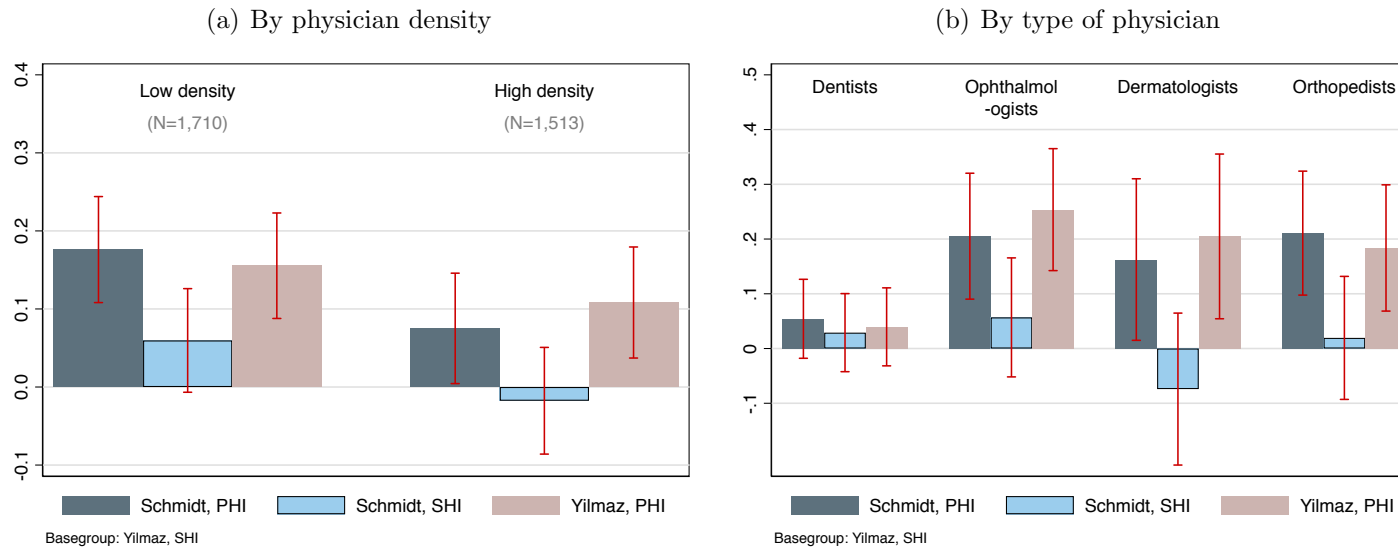 (a) By physician density
0.4
0.3
0.2
0.1
0.0
-0.1
Low density
(N=1,710)
High density
(N=1,513)
Schmidt, PHI
Schmidt, SHI
Yilmaz, PHI
Basegroup: Yilmaz, SHI
(b) By type of physician
.5
.4
.3
.2
.1
0
-.1
Dentists
Ophthalmol
-ogists
Dermatologists
Orthopedists
Schmidt, PHI
Schmidt, SHI
Yilmaz, PHI
Basegroup: Yilmaz, SHI